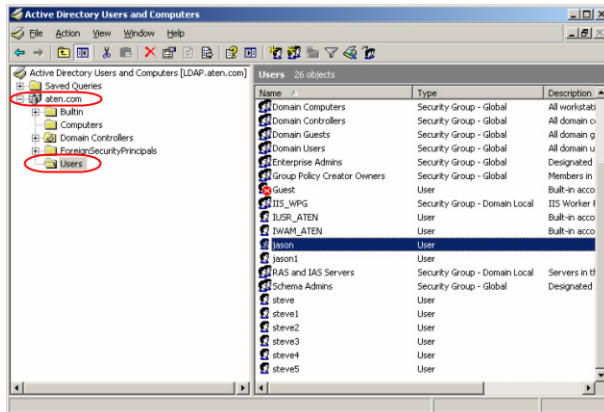 Active Directory Users and Computers
File Action View Window Help
Active Directory Users and Computers [LDAP.aten.com]
Saved Queries
aten.com
Builtin
Computers
Domain Controllers
ForeignSecurityPrincipals
Users
Users 26 objects
Name Type Description
Domain Computers Security Group - Global All workstati
Domain Controllers Security Group - Global All domain c
Domain Guests Security Group - Global All domain g
Domain Users Security Group - Global All domain u
Enterprise Admins Security Group - Global Designated
Group Policy Creator Owners Security Group - Global Members in
Guest User Built-in acco
IIS_WPG Security Group - Domain Local IIS Worker
IUSR_ATEN User Built-in acco
IWAM_ATEN User Built-in acco
jason User
jason1 User
RAS and IAS Servers Security Group - Domain Local Servers in th
Schema Admins Security Group - Global Designated
steve User
steve1 User
steve2 User
steve3 User
steve4 User
steve5 User